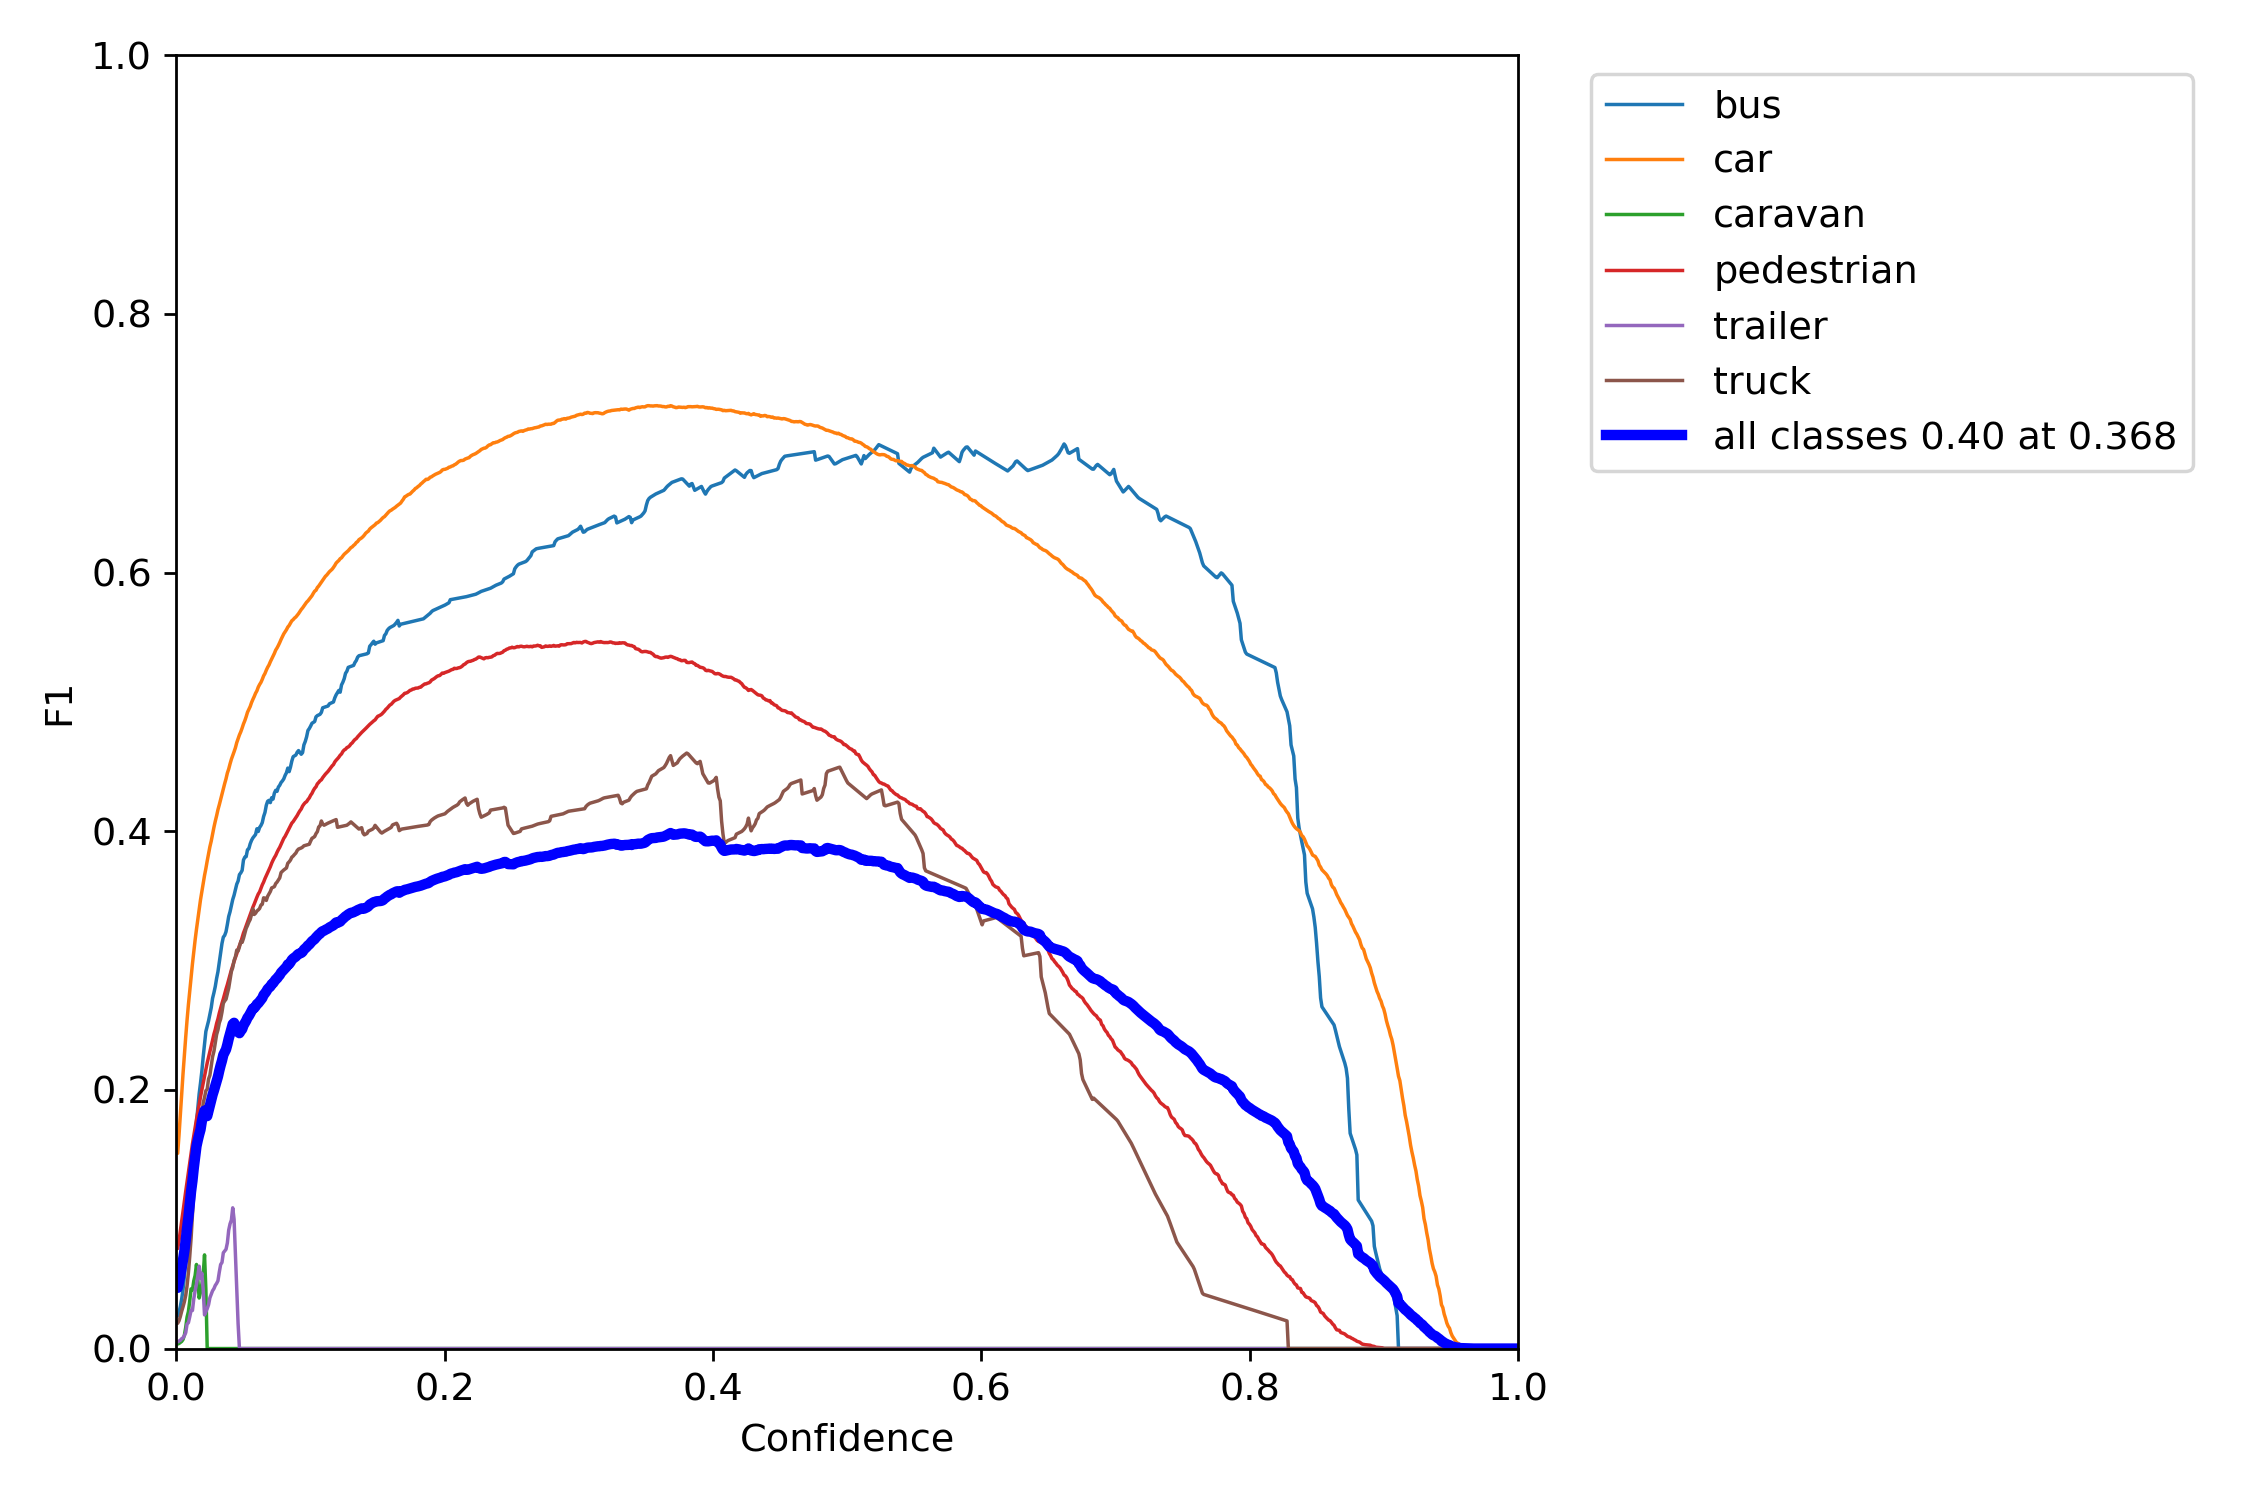 1.0
0.8
0.6
0.4
0.2
0.0
F1
0.0 0.2 0.4 0.6 0.8 1.0
Confidence
bus
car
caravan
pedestrian
trailer
truck
all classes 0.40 at 0.368